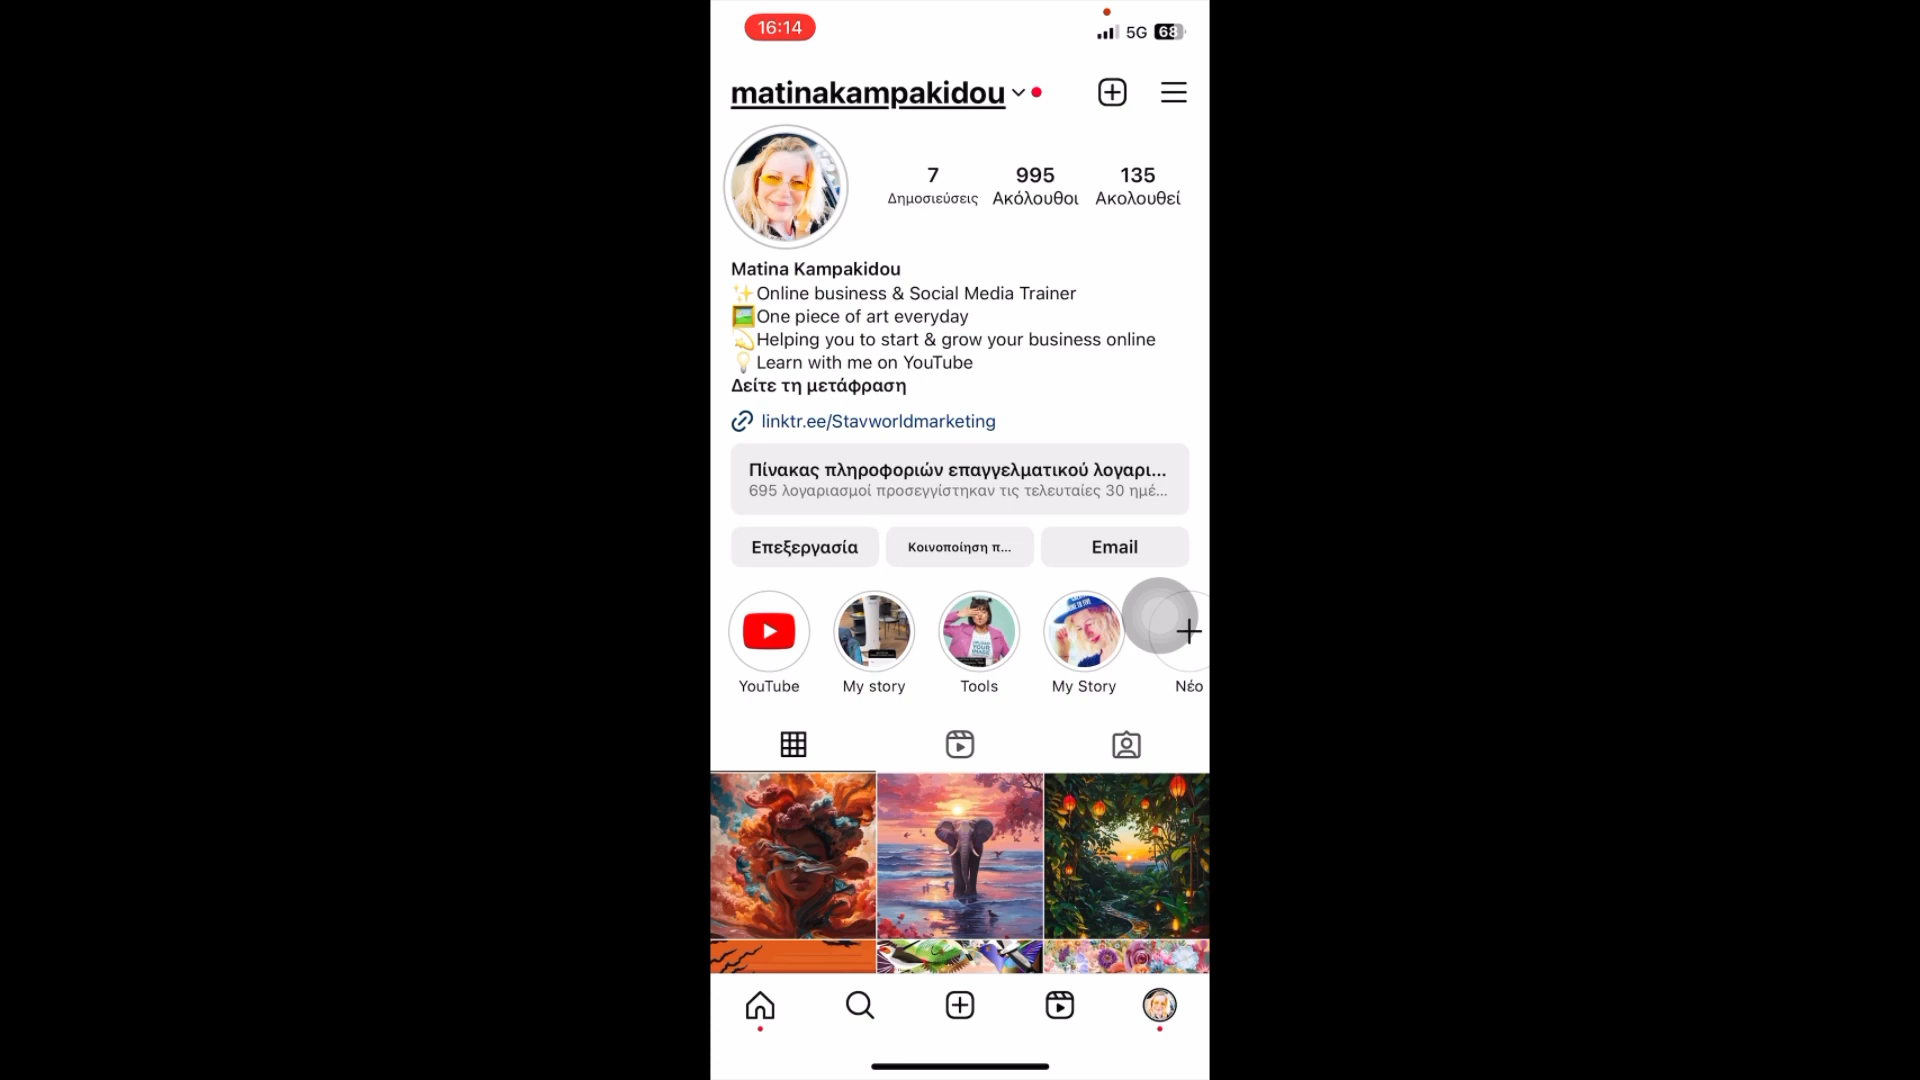 16:14
5G 68
matinakampakidou
7 995 135
Δημοσιεύσεις Ακόλουθοι Ακολουθεί
Matina Kampakidou
✨Online business & Social Media Trainer
🖼️One piece of art everyday
💫Helping you to start & grow your business online
💡Learn with me on YouTube
Δείτε τη μετάφραση
linktr.ee/Stavworldmarketing
Πίνακας πληροφοριών επαγγελματικού λογαρι...
695 λογαριασμοί προσεγγίστηκαν τις τελευταίες 30 ημέ...
Επεξεργασία Κοινοποίηση π... Email
YouTube My story Tools My Story Νέο